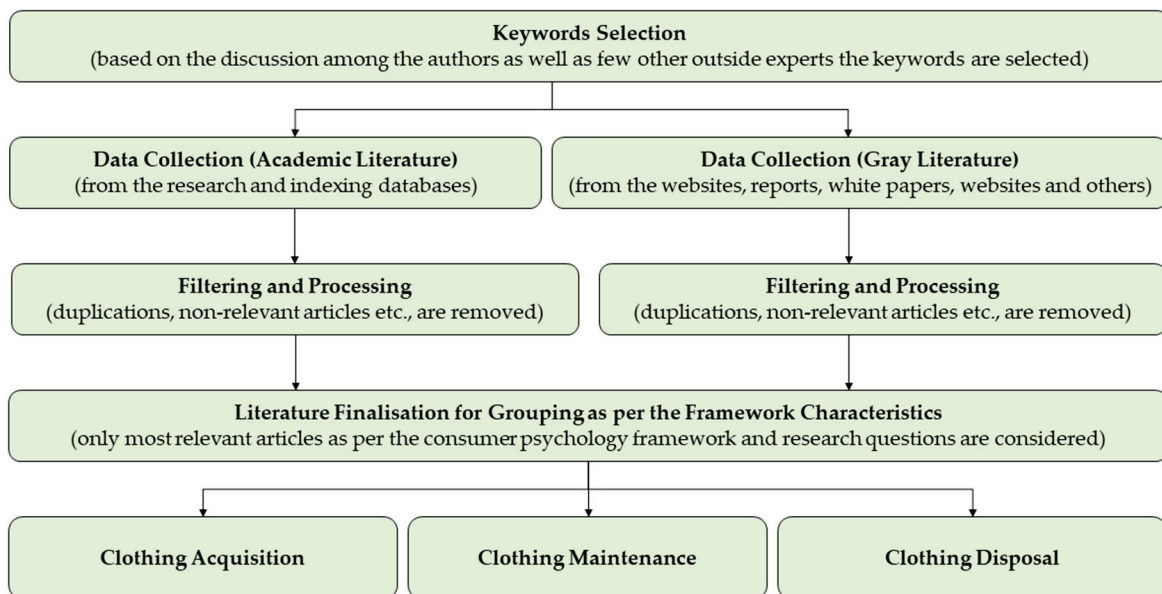 Keywords Selection
(based on the discussion among the authors as well as few other outside experts the keywords are selected)
Data Collection (Academic Literature)
(from the research and indexing databases)
Data Collection (Gray Literature)
(from the websites, reports, white papers, websites and others)
Filtering and Processing
(duplications, non-relevant articles etc., are removed)
Filtering and Processing
(duplications, non-relevant articles etc., are removed)
Literature Finalisation for Grouping as per the Framework Characteristics
(only most relevant articles as per the consumer psychology framework and research questions are considered)
Clothing Acquisition
Clothing Maintenance
Clothing Disposal